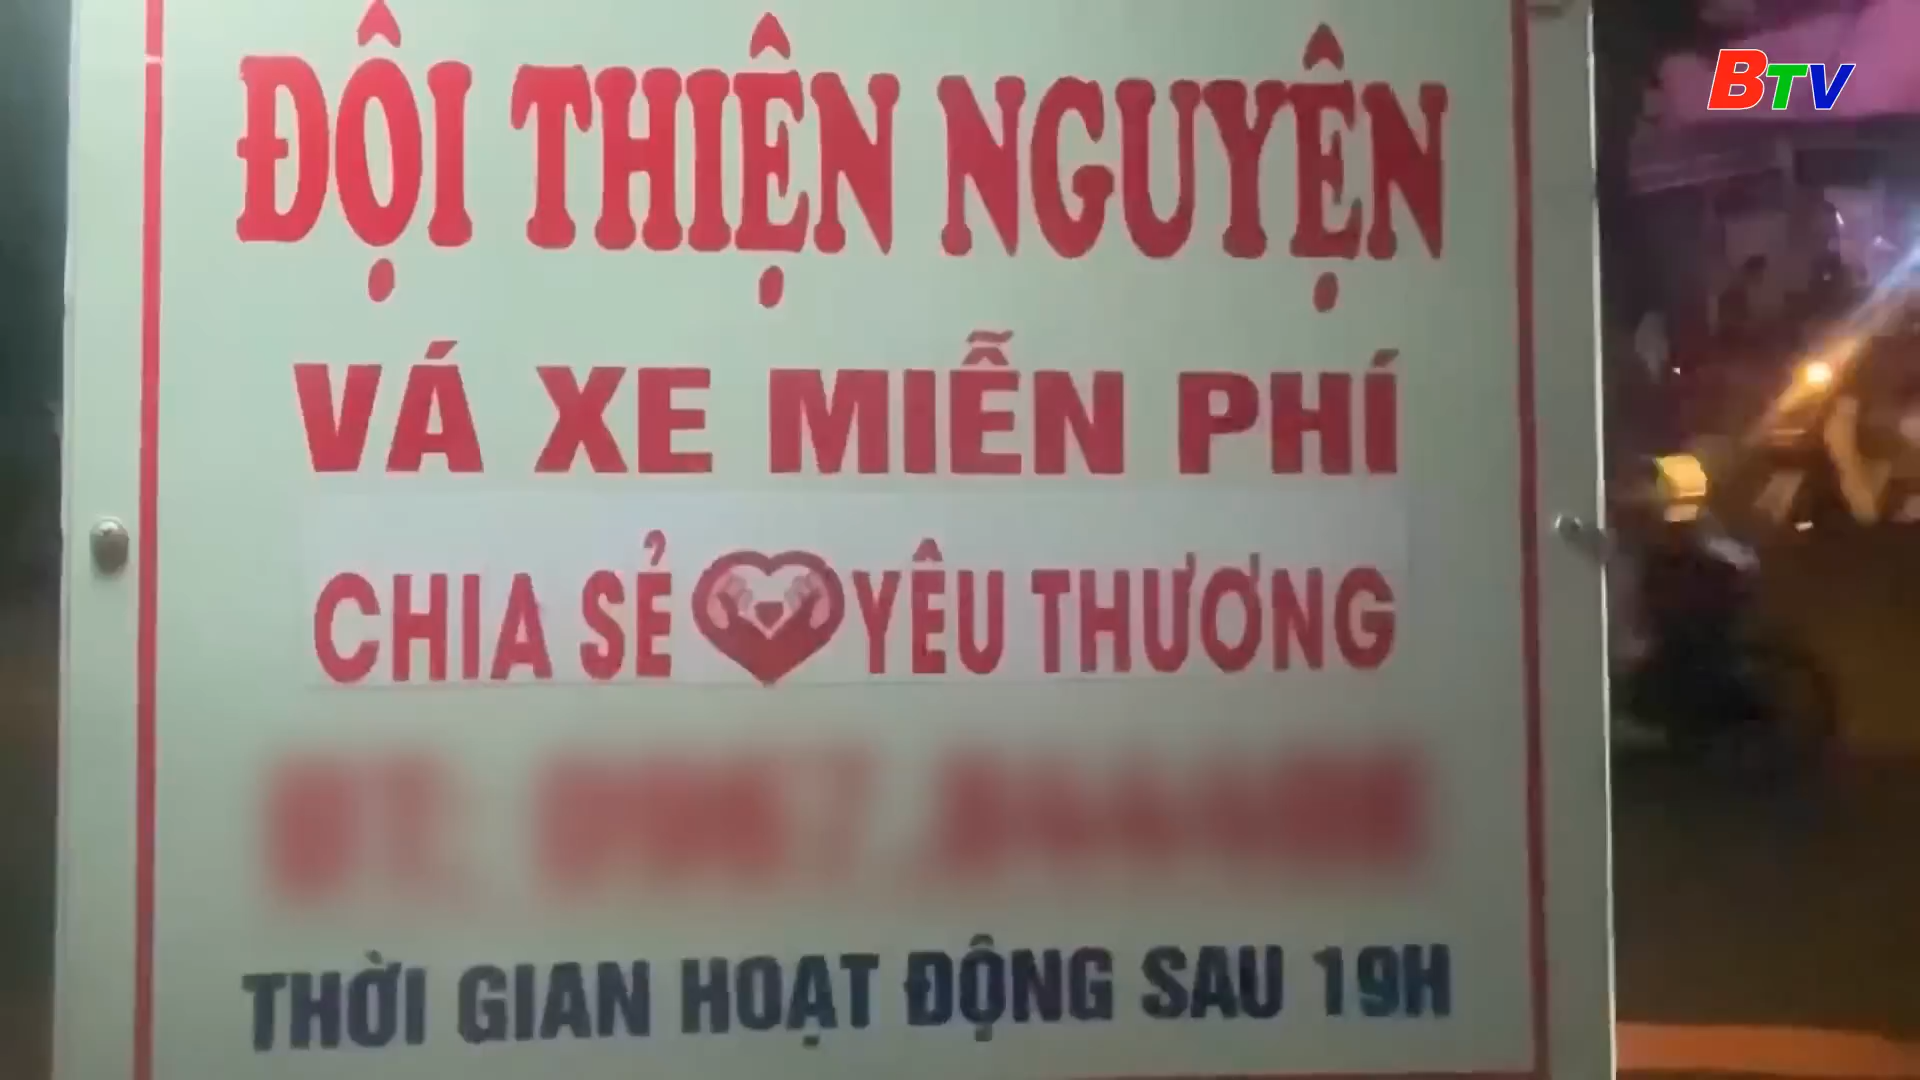 BTV
ĐỘI THIỆN NGUYỆN
VÁ XE MIỄN PHÍ
CHIA SẺ YÊU THƯƠNG
THỜI GIAN HOẠT ĐỘNG SAU 19H